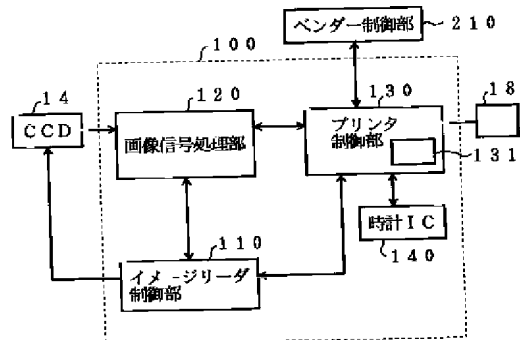 ベンダー制御部
210
100
14
CCD
120
画像信号処理部
130
プリンタ
制御部
131
18
時計IC
140
110
イメ－ジリーダ
制御部